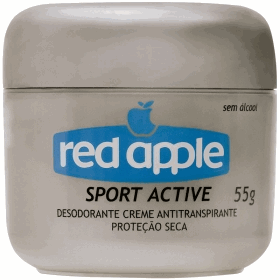 sem álcool
red apple
SPORT ACTIVE 55g
DESODORANTE CREME ANTITRANSPIRANTE
PROTEÇÃO SECA